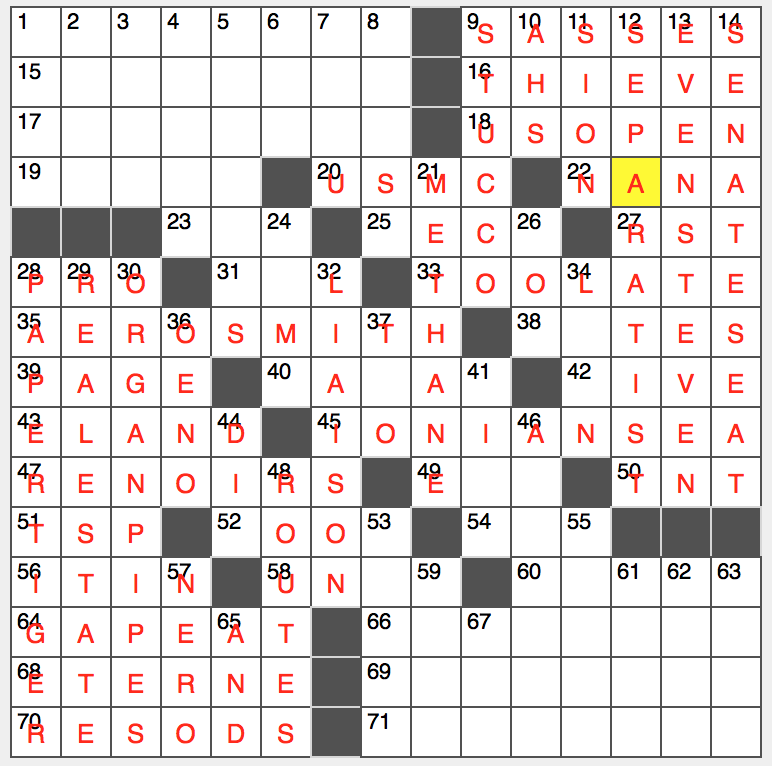 1 2 3 4 5 6 7 8 9 10 11 12 13 14
S A S S E S
15 16
T H I E V E
17 18
U S O P E N
19 20 21 22
U S M C N A N A
23 24 25 26 27
E C R S T
28 29 30 31 32 33 34
P R O L T O O L A T E
35 36 37 38
A E R O S M I T H T E S
39 40 41 42
P A G E A A I V E
43 44 45 46
E L A N D I O N I A N S E A
47 48 49 50
R E N O I R S E T N T
51 52 53 54 55
T S P O O
56 57 58 59 60 61 62 63
I T I N U N
64 65 66 67
G A P E A T
68 69
E T E R N E
70 71
R E S O D S